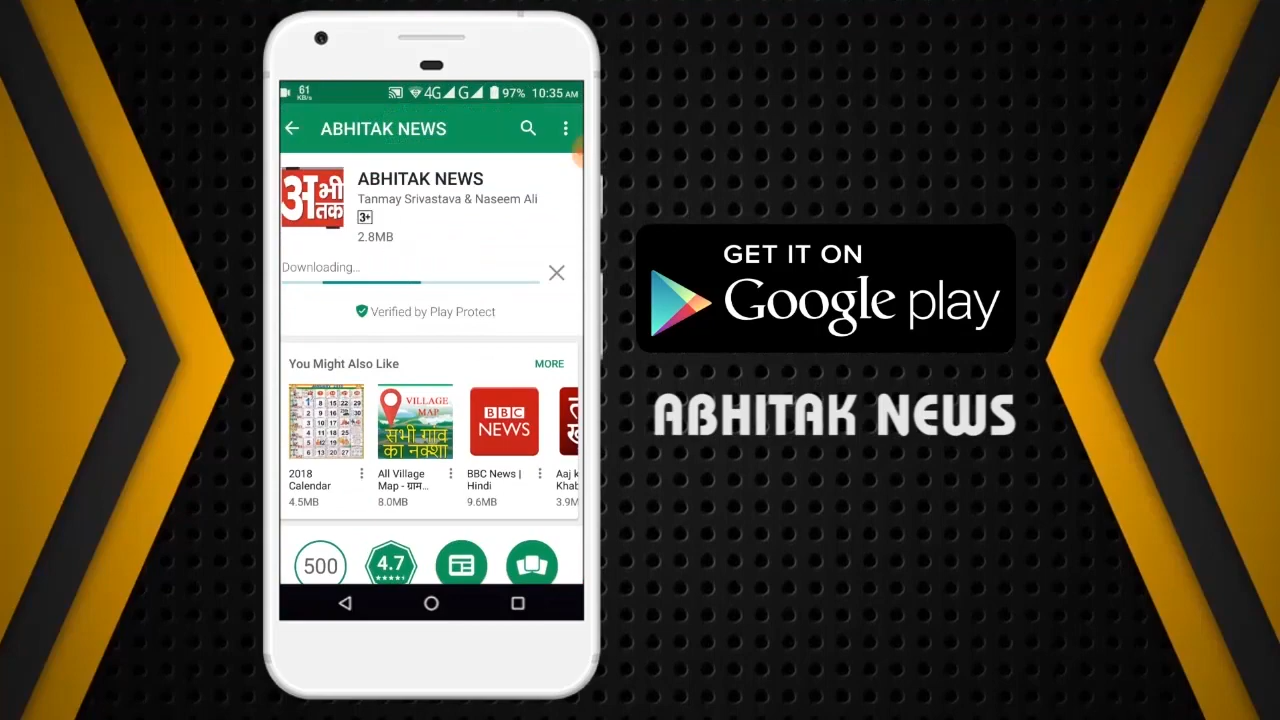 61
KB/s
4G G 97% 10:35 AM
ABHITAK NEWS
अभी
तक
ABHITAK NEWS
Tanmay Srivastava & Naseem Ali
3+
2.8MB
Downloading...
Verified by Play Protect
You Might Also Like
MORE
VILLAGE
MAP
सभी गांव
का नक्शा
BBC
NEWS
2018
Calendar
4.5MB
All Village
Map - ग्राम...
8.0MB
BBC News |
Hindi
9.6MB
Aaj k
Khab
3.9M
500
4.7
GET IT ON
Google play
ABHITAK NEWS